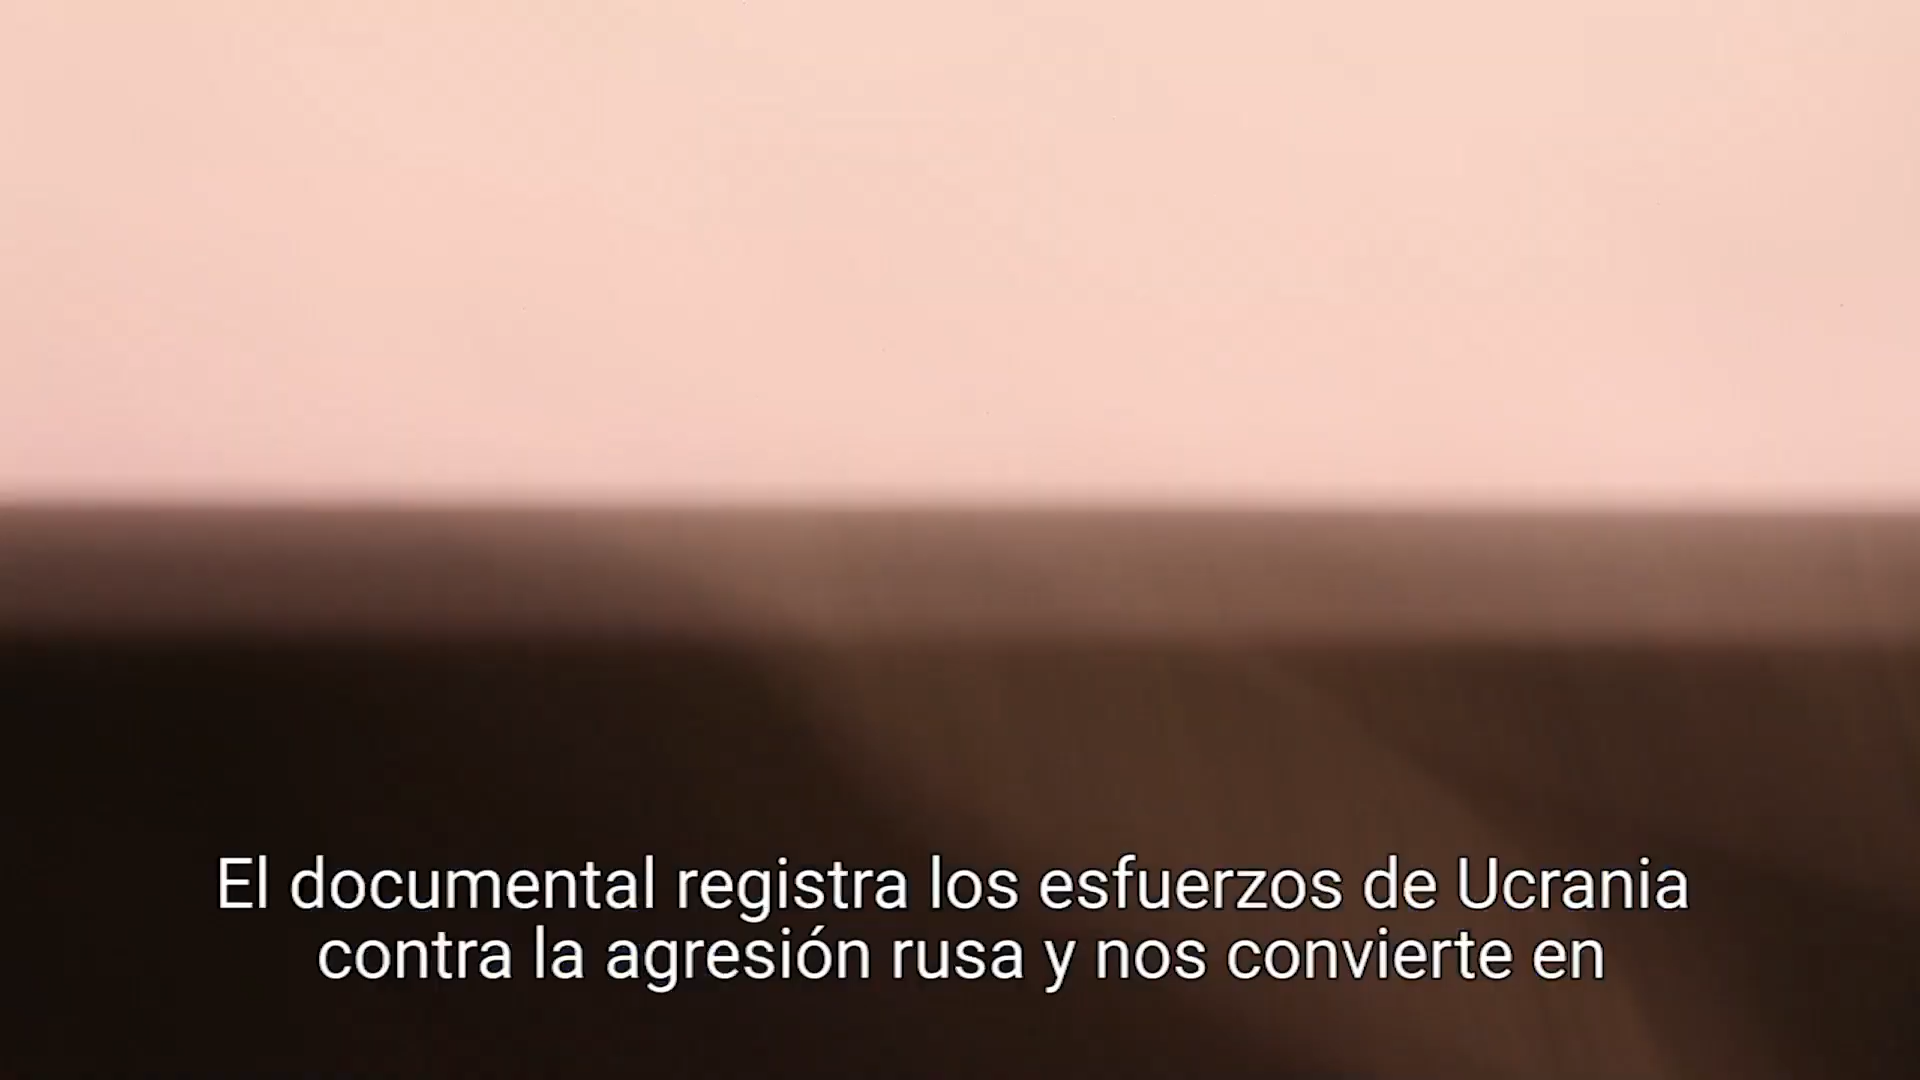 El documental registra los esfuerzos de Ucrania
contra la agresión rusa y nos convierte en